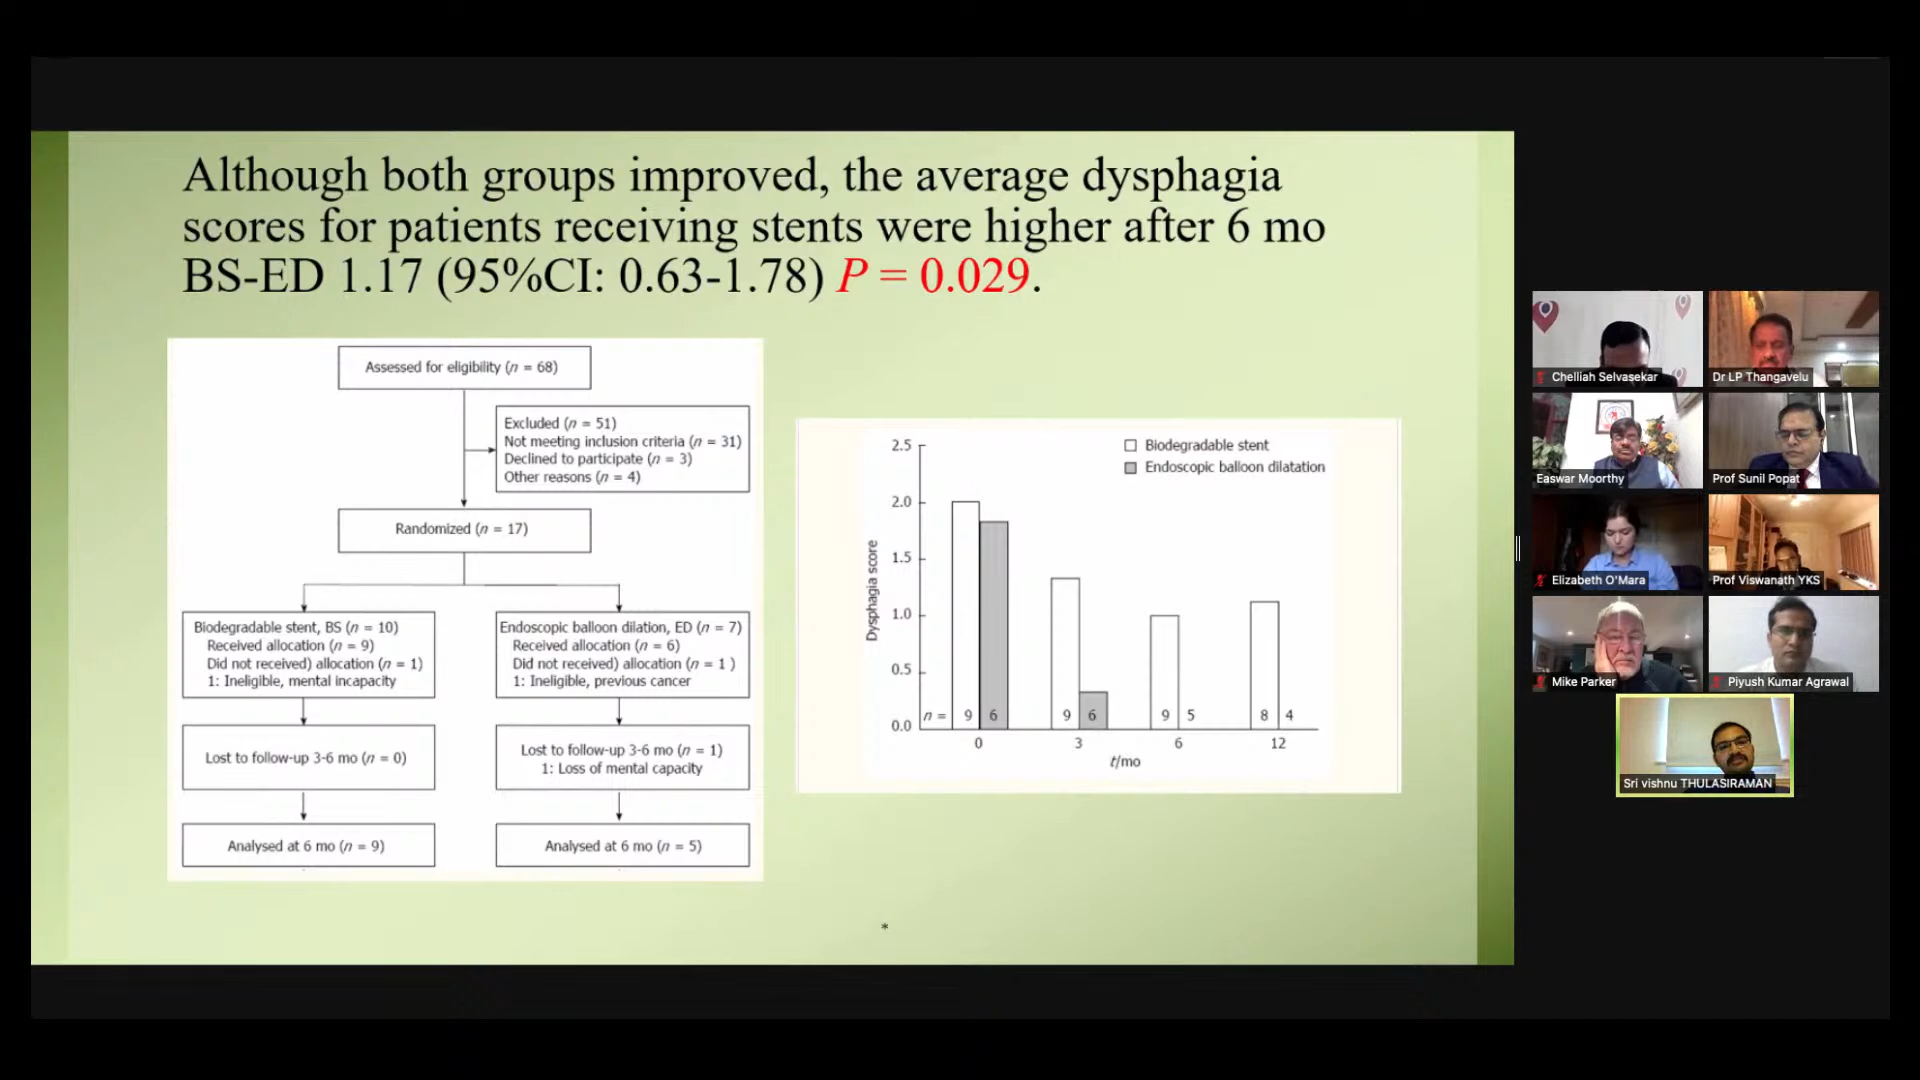 Although both groups improved, the average dysphagia
scores for patients receiving stents were higher after 6 mo
BS-ED 1.17 (95%CI: 0.63-1.78) P = 0.029.
Assessed for eligibility (n = 68)
Excluded (n = 51)
Not meeting inclusion criteria (n = 31)
Declined to participate (n = 3)
Other reasons (n = 4)
Randomized (n = 17)
Biodegradable stent, BS (n = 10)
Received allocation (n = 9)
Did not received) allocation (n = 1)
1: Ineligible, mental incapacity
Endoscopic balloon dilation, ED (n = 7)
Received allocation (n = 6)
Did not received) allocation (n = 1 )
1: Ineligible, previous cancer
Lost to follow-up 3-6 mo (n = 0)
Lost to follow-up 3-6 mo (n = 1)
1: Loss of mental capacity
Analysed at 6 mo (n = 9)
Analysed at 6 mo (n = 5)
Biodegradable stent
Endoscopic balloon dilatation
Dysphagia score
2.5
2.0
1.5
1.0
0.5
0.0
n = 9 6 9 6 9 5 8 4
0 3 6 12
t/mo
*
Chelliah Selvasekar
Dr LP Thangavelu
Easwar Moorthy
Prof Sunil Popat
Elizabeth O'Mara
Prof Viswanath YKS
Mike Parker
Piyush Kumar Agrawal
Sri vishnu THULASIRAMAN